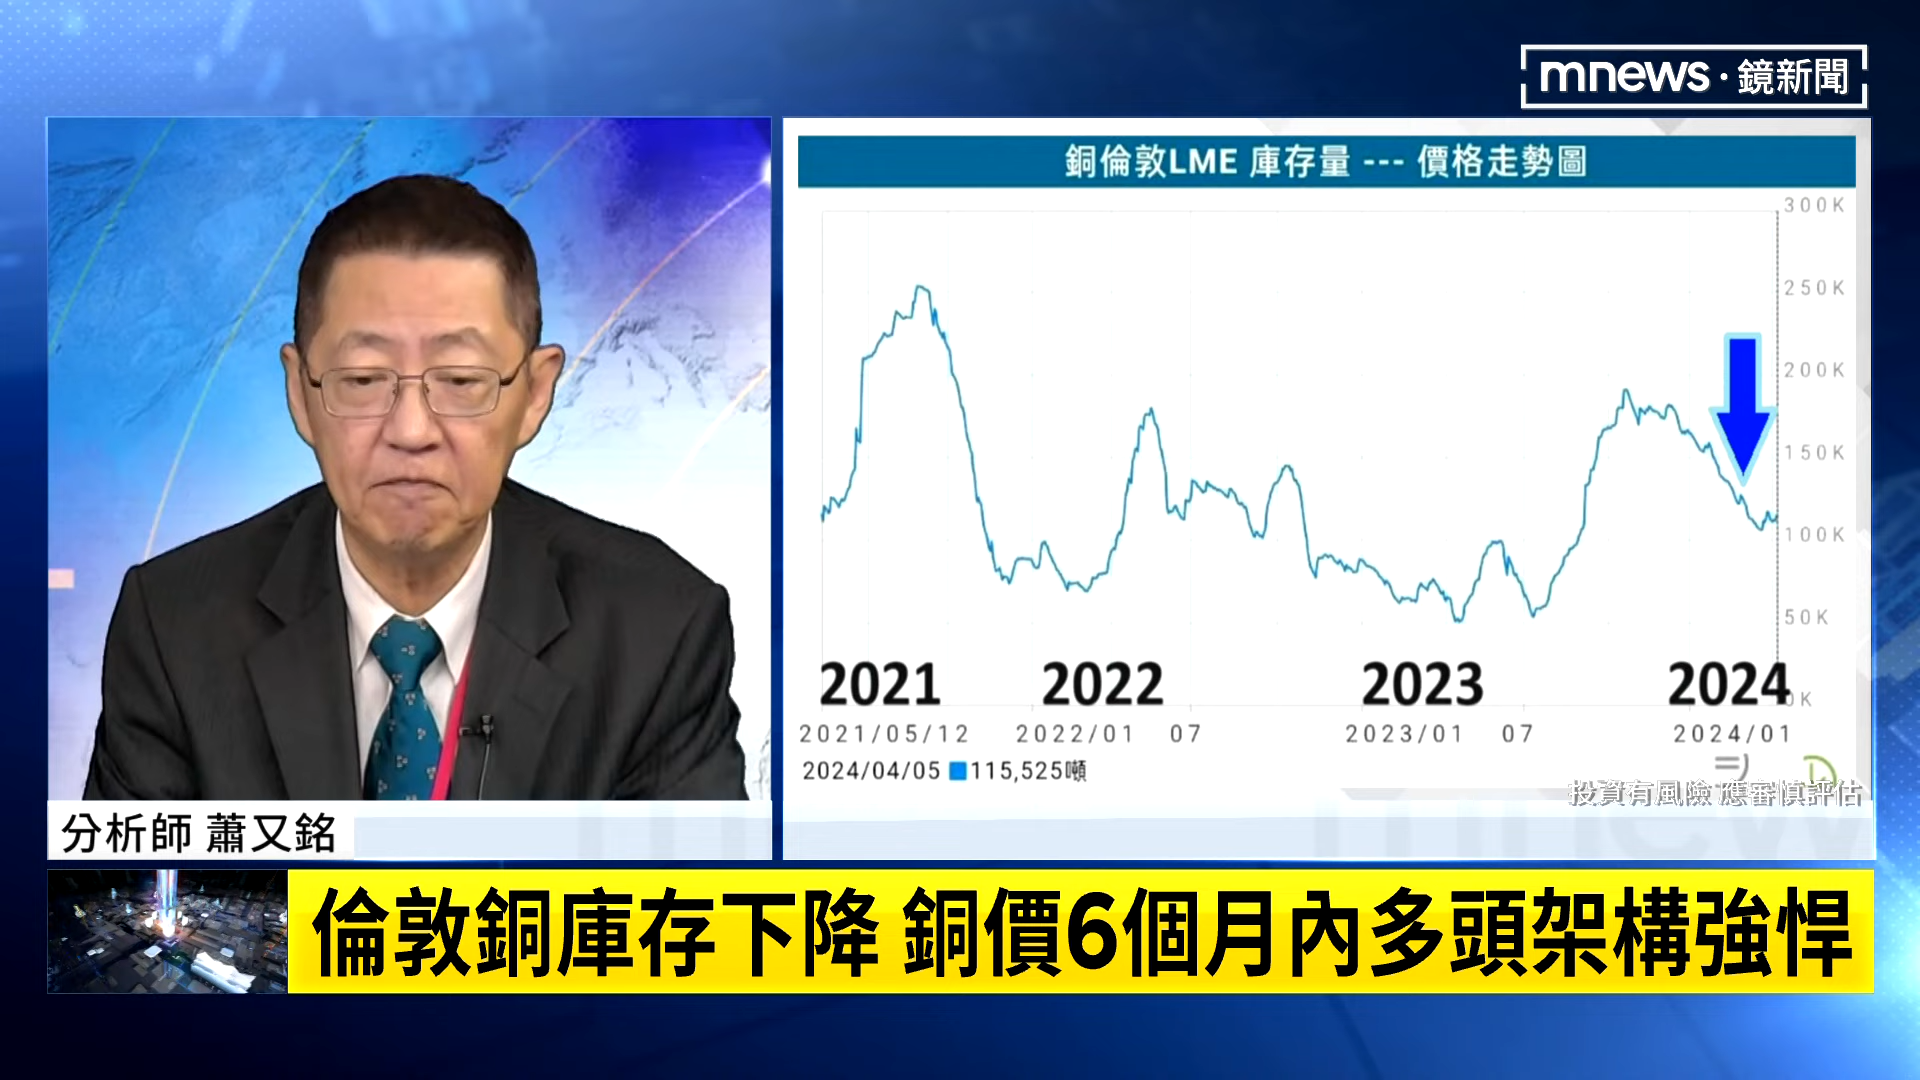 mnews·鏡新聞
銅倫敦LME 庫存量 --- 價格走勢圖
300K
250K
200K
150K
100K
50K
0K
2021 2022 2023 2024
2021/05/12 2022/01 07 2023/01 07 2024/01
2024/04/05 115,525噸
投資有風險 應審慎評估
分析師 蕭又銘
倫敦銅庫存下降 銅價6個月內多頭架構強悍